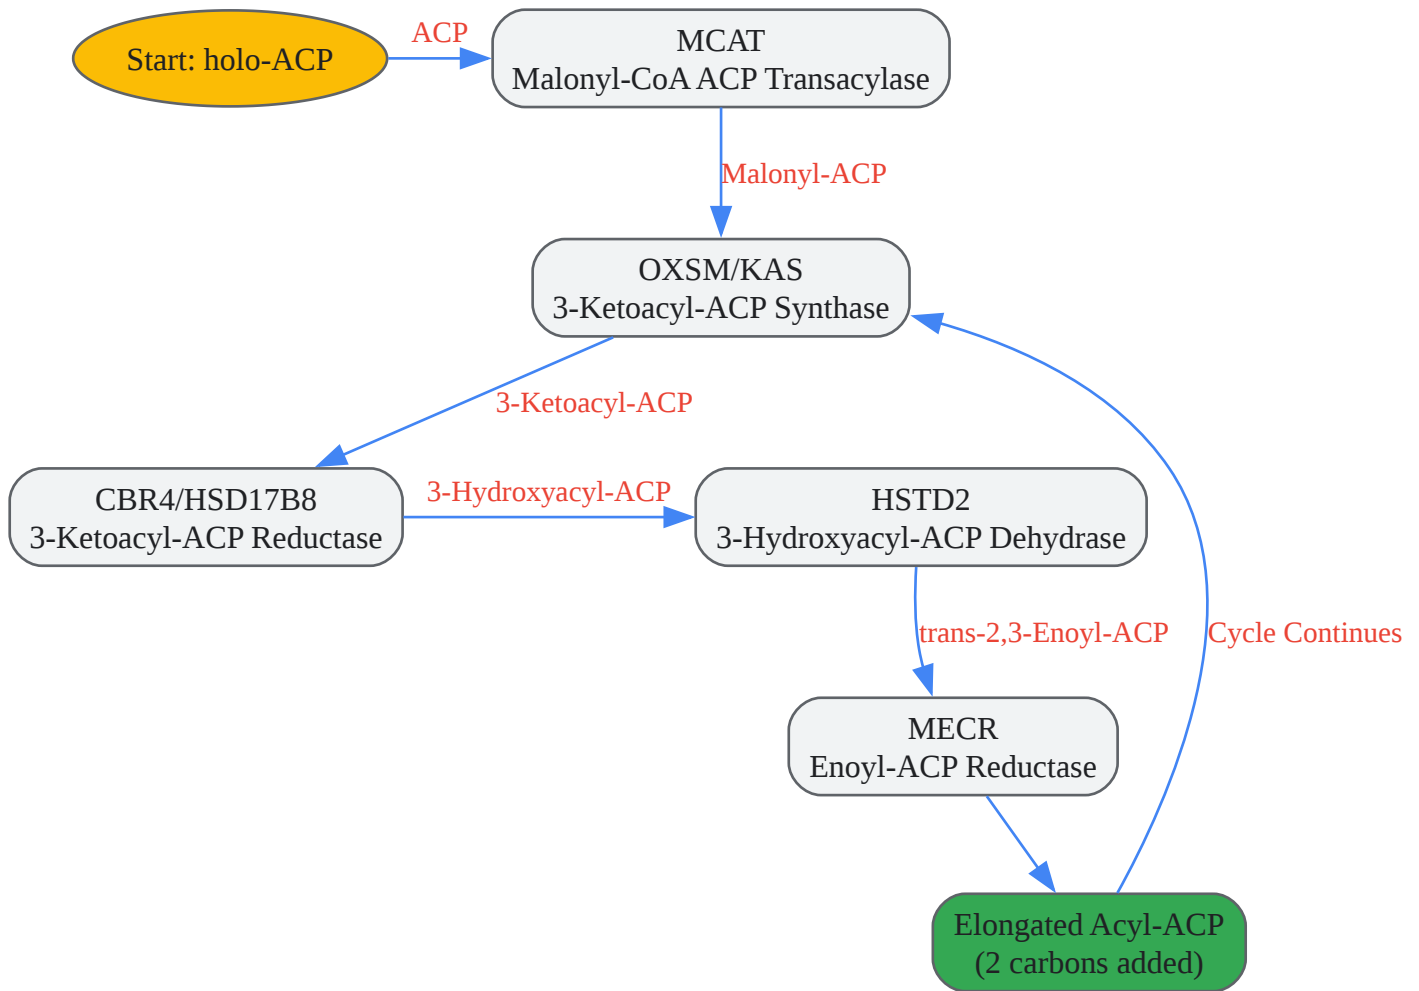 Start: holo-ACP
ACP
MCAT
Malonyl-CoA ACP Transacylase
Malonyl-ACP
OXSM/KAS
3-Ketoacyl-ACP Synthase
3-Ketoacyl-ACP
CBR4/HSD17B8
3-Ketoacyl-ACP Reductase
3-Hydroxyacyl-ACP
HSTD2
3-Hydroxyacyl-ACP Dehydrase
trans-2,3-Enoyl-ACP
Cycle Continues
MECR
Enoyl-ACP Reductase
Elongated Acyl-ACP
(2 carbons added)